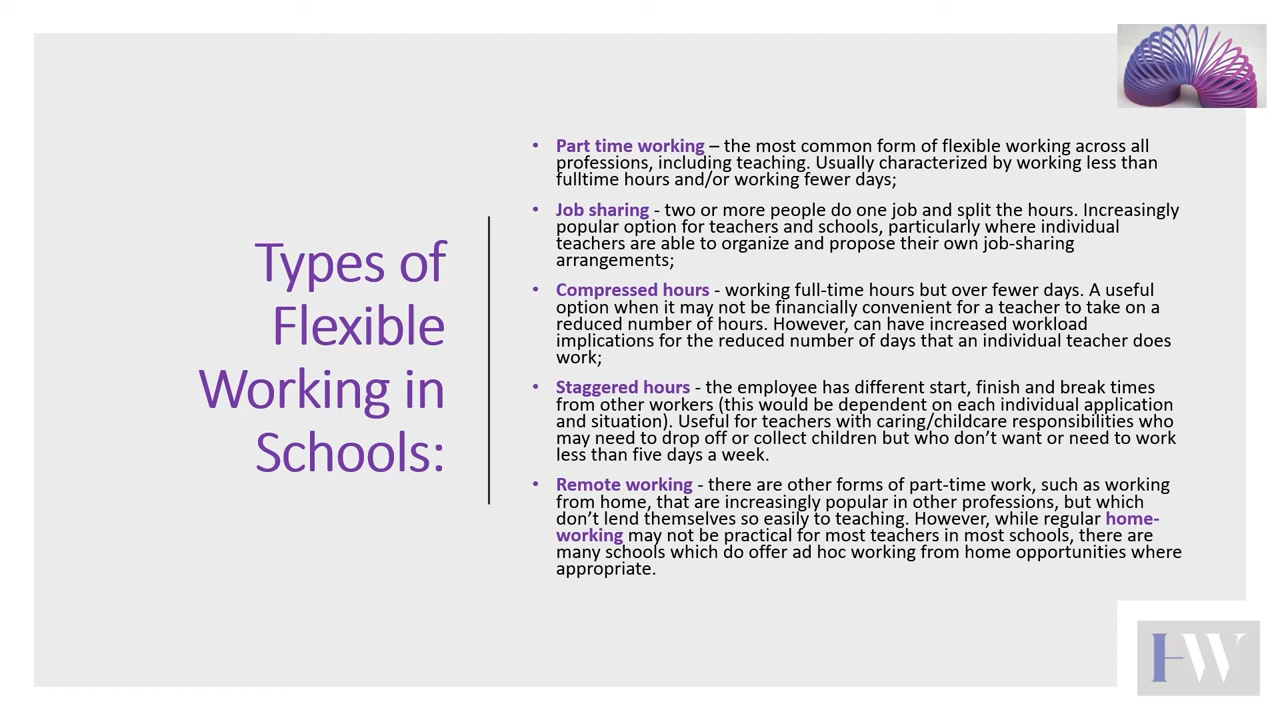 Types of
Flexible
Working in
Schools:
• Part time working – the most common form of flexible working across all
professions, including teaching. Usually characterized by working less than
fulltime hours and/or working fewer days;
• Job sharing - two or more people do one job and split the hours. Increasingly
popular option for teachers and schools, particularly where individual
teachers are able to organize and propose their own job-sharing
arrangements;
• Compressed hours - working full-time hours but over fewer days. A useful
option when it may not be financially convenient for a teacher to take on a
reduced number of hours. However, can have increased workload
implications for the reduced number of days that an individual teacher does
work;
• Staggered hours - the employee has different start, finish and break times
from other workers (this would be dependent on each individual application
and situation). Useful for teachers with caring/childcare responsibilities who
may need to drop off or collect children but who don’t want or need to work
less than five days a week.
• Remote working - there are other forms of part-time work, such as working
from home, that are increasingly popular in other professions, but which
don’t lend themselves so easily to teaching. However, while regular home-
working may not be practical for most teachers in most schools, there are
many schools which do offer ad hoc working from home opportunities where
appropriate.
HW